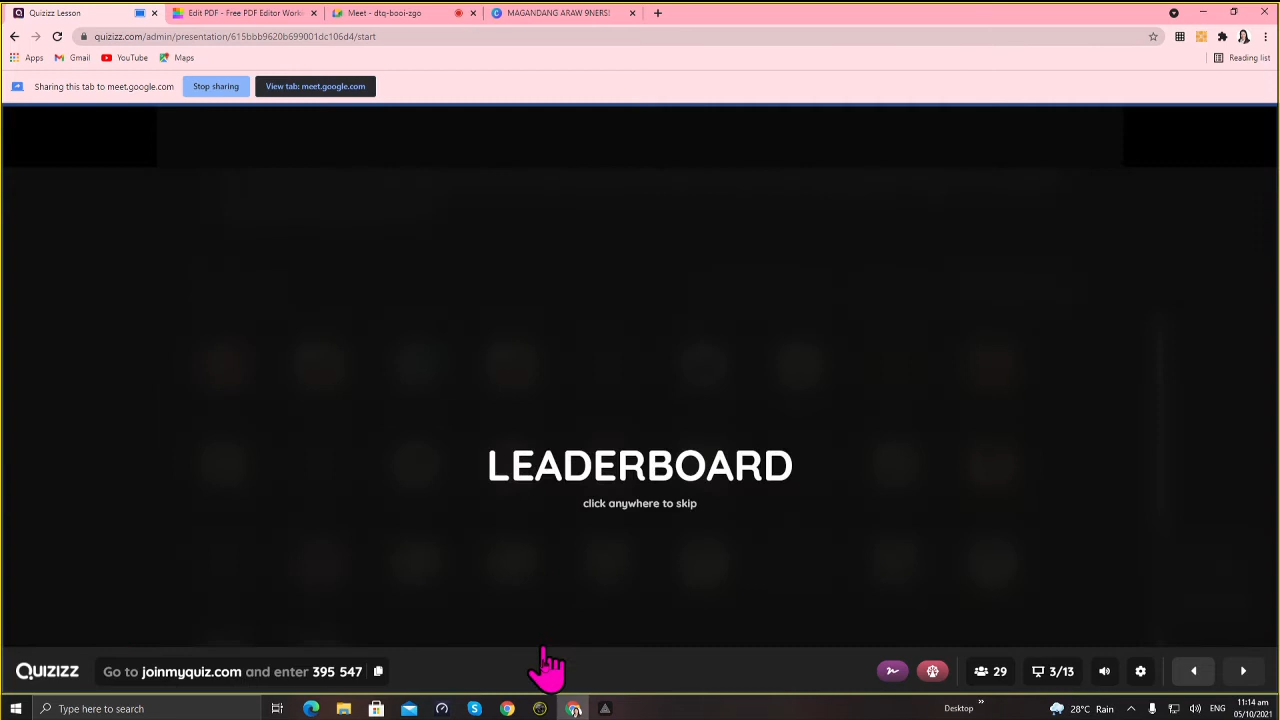 Quizizz Lesson
Edit PDF - Free PDF Editor Work
Meet - dtq-booi-zgo
MAGANDANG ARAW 9NERS!
quizizz.com/admin/presentation/615bbb9620b699001dc106d4/start
Apps
Gmail
YouTube
Maps
Reading list
Sharing this tab to meet.google.com
Stop sharing
View tab: meet.google.com
LEADERBOARD
click anywhere to skip
QUIZIZZ
Go to joinmyquiz.com and enter 395 547
29
3/13
Type here to search
Desktop
28°C Rain
11:14 am
05/10/2021